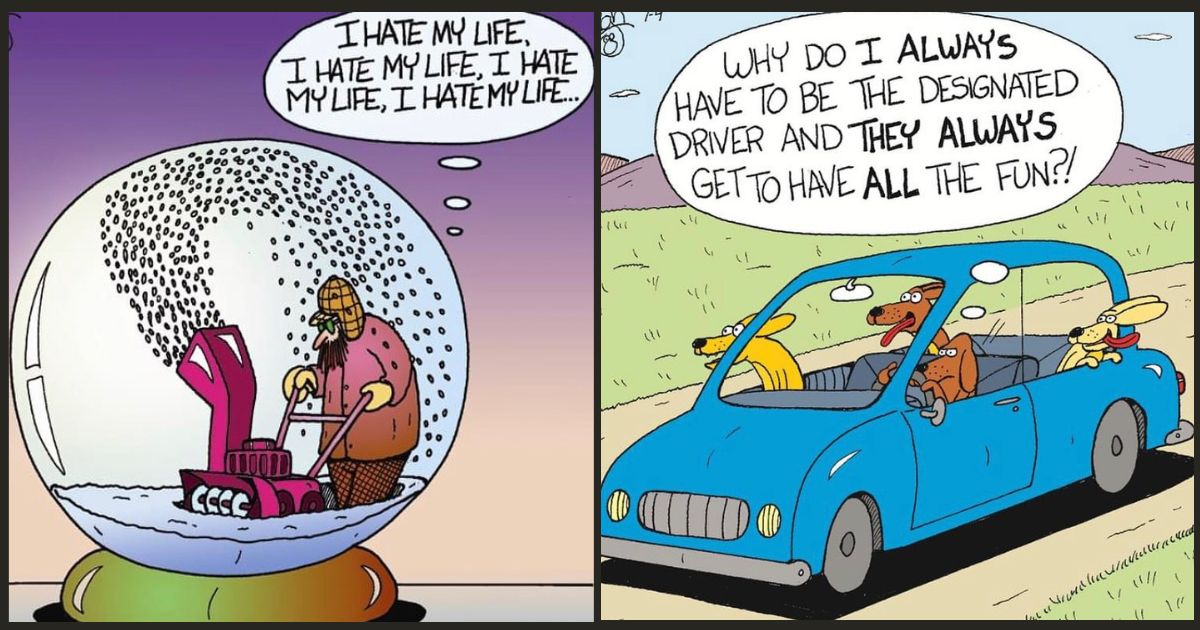 I HATE MY LIFE,
I HATE MY LIFE, I HATE
MY LIFE, I HATE MY LIFE...
WHY DO I ALWAYS
HAVE TO BE THE DESIGNATED
DRIVER AND THEY ALWAYS
GET TO HAVE ALL THE FUN?!